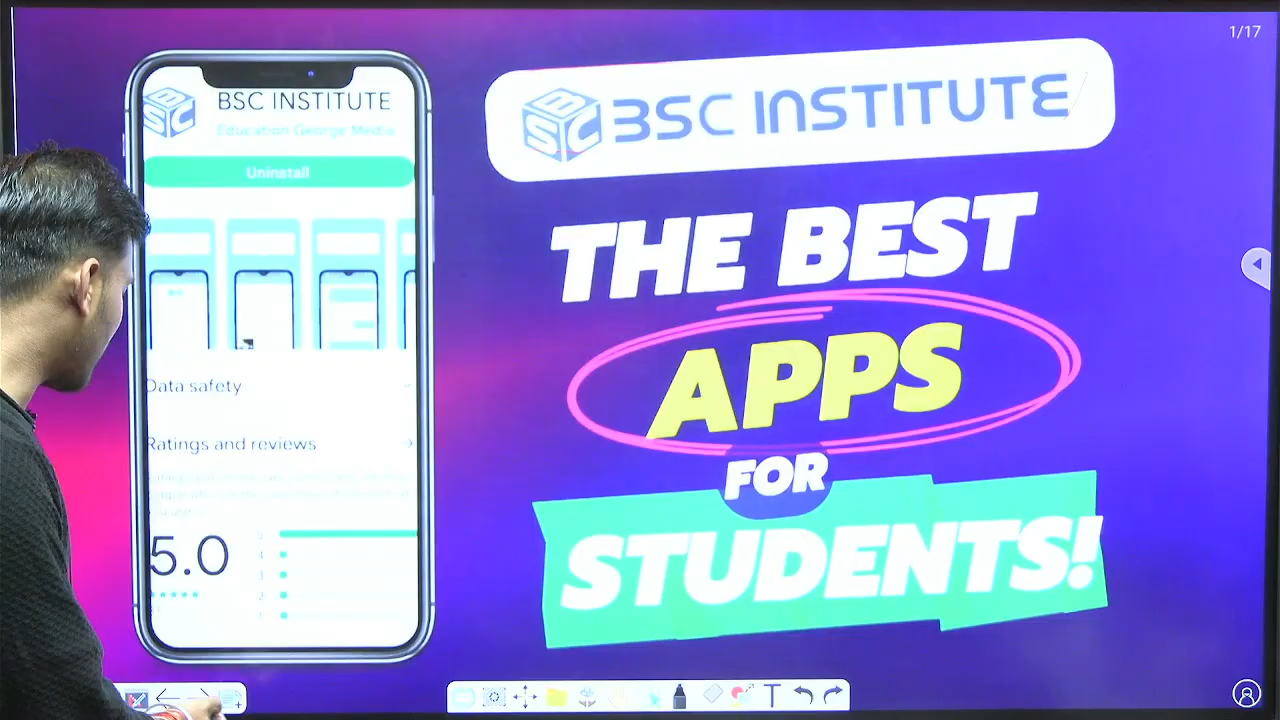 1/17
BSC INSTITUTE
Education George Media
Uninstall
Data safety
Ratings and reviews
5.0
BSC
BSC INSTITUTE
THE BEST
APPS
FOR
STUDENTS!